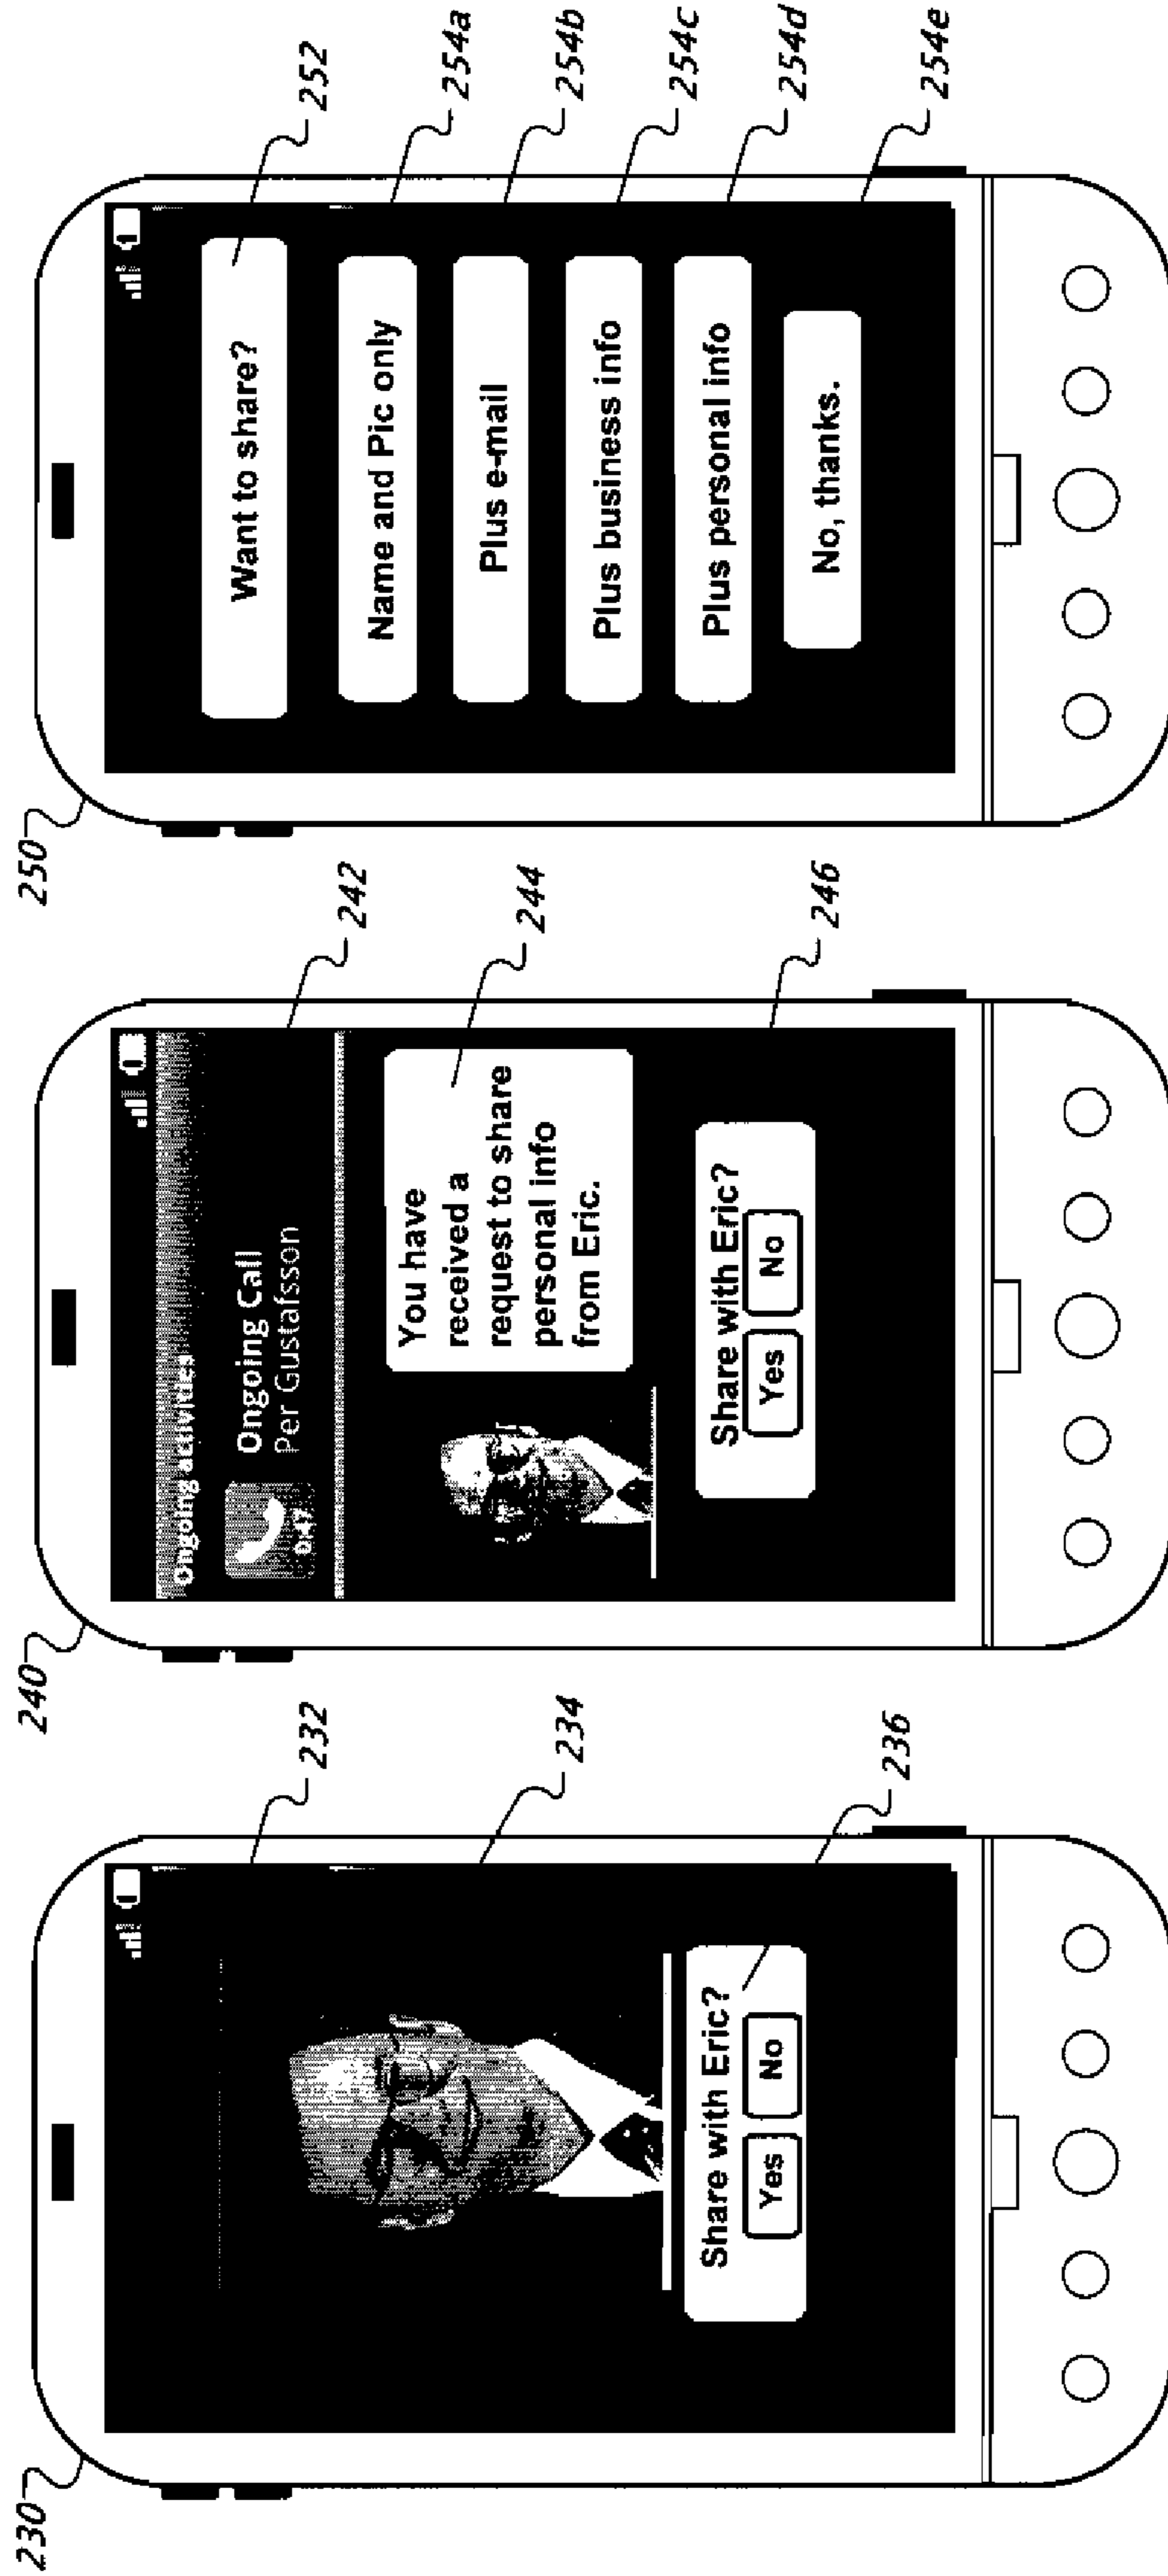 230
232
234
Share with Eric?
Yes
No
236
240
Ongoing activities
242
0:47
Ongoing Call
Per Gustafsson
You have
received a
request to share
personal info
from Eric.
244
Share with Eric?
Yes
No
246
250
Want to share?
252
Name and Pic only
254a
Plus e-mail
254b
Plus business info
254c
Plus personal info
254d
No, thanks.
254e